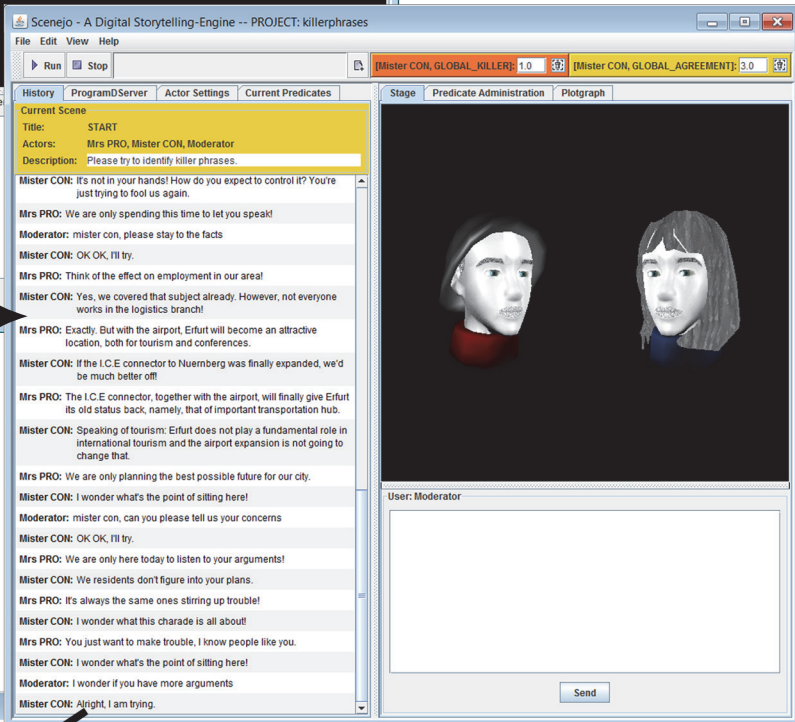 Scenejo - A Digital Storytelling-Engine -- PROJECT: killerphrases
File Edit View Help
Run Stop [Mister CON, GLOBAL_KILLER]: 1.0 [Mister CON, GLOBAL_AGREEMENT]: 3.0
History ProgramDServer Actor Settings Current Predicates Stage Predicate Administration Plotgraph
Current Scene
Title: START
Actors: Mrs PRO, Mister CON, Moderator
Description: Please try to identify killer phrases.
Mister CON: It's not in your hands! How do you expect to control it? You're
just trying to fool us again.
Mrs PRO: We are only spending this time to let you speak!
Moderator: mister con, please stay to the facts
Mister CON: OK OK, I'll try.
Mrs PRO: Think of the effect on employment in our area!
Mister CON: Yes, we covered that subject already. However, not everyone
works in the logistics branch!
Mrs PRO: Exactly. But with the airport, Erfurt will become an attractive
location, both for tourism and conferences.
Mister CON: If the I.C.E connector to Nuernberg was finally expanded, we'd
be much better off!
Mrs PRO: The I.C.E connector, together with the airport, will finally give Erfurt
its old status back, namely, that of important transportation hub.
Mister CON: Speaking of tourism: Erfurt does not play a fundamental role in
international tourism and the airport expansion is not going to
change that.
Mrs PRO: We are only planning the best possible future for our city.
Mister CON: I wonder what's the point of sitting here!
Moderator: mister con, can you please tell us your concerns
Mister CON: OK OK, I'll try.
Mrs PRO: We are only here today to listen to your arguments!
Mister CON: We residents don't figure into your plans.
Mrs PRO: It's always the same ones stirring up trouble!
Mister CON: I wonder what this charade is all about!
Mrs PRO: You just want to make trouble, I know people like you.
Mister CON: I wonder what's the point of sitting here!
Moderator: I wonder if you have more arguments
Mister CON: Alright, I am trying.
User: Moderator
Send